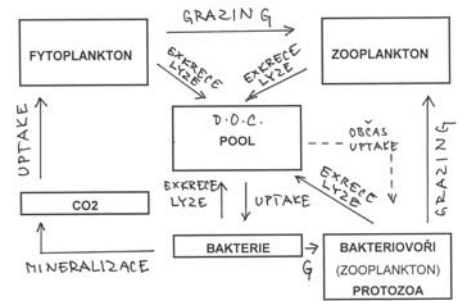 GRAZING
FYTOPLANKTON
ZOOPLANKTON
EXKRECE
LYZE
EXKRECE
LYZE
D.O.C.
POOL
OBČAS
UPTAKE
UPTAKE
GRAZING
EXKRECE
LYZE
EXKRECE
LYZE
UPTAKE
CO2
BAKTERIE
G
BAKTERIOVOŘI
(ZOOPLANKTON)
PROTOZOA
MINERALIZACE